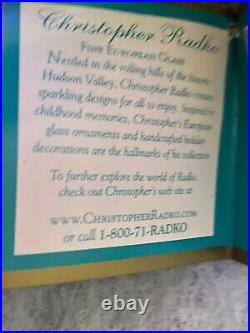 Christopher Radko
Fine European Glass
Nestled in the rolling hills of the historic
Hudson Valley, Christopher Radko creates
sparkling designs for all to enjoy. Inspired by
childhood memories, Christopher's European
glass ornaments and handcrafted holiday
decorations are the hallmarks of his collection.
To further explore the world of Radko,
check out Christopher's web site at
www.ChristopherRadko.com
or call 1-800-71-RADKO